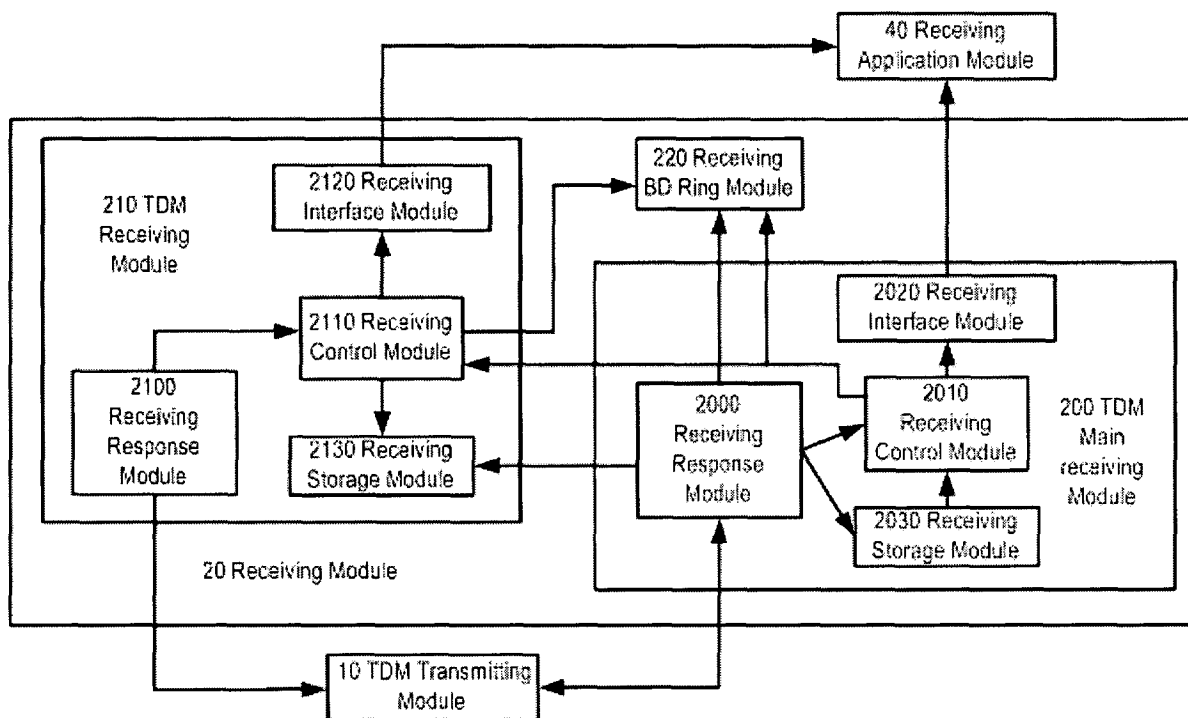 40 Receiving
Application Module
220 Receiving
BD Ring Module
2120 Receiving
Interface Module
210 TDM
Receiving
Module
2020 Receiving
Interface Module
2110 Receiving
Control Module
2100
Receiving
Response
Module
2000
Receiving
Response
Module
2010
Receiving
Control Module
200 TDM
Main
receiving
Module
2130 Receiving
Storage Module
2030 Receiving
Storage Module
20 Receiving Module
10 TDM Transmitting
Module